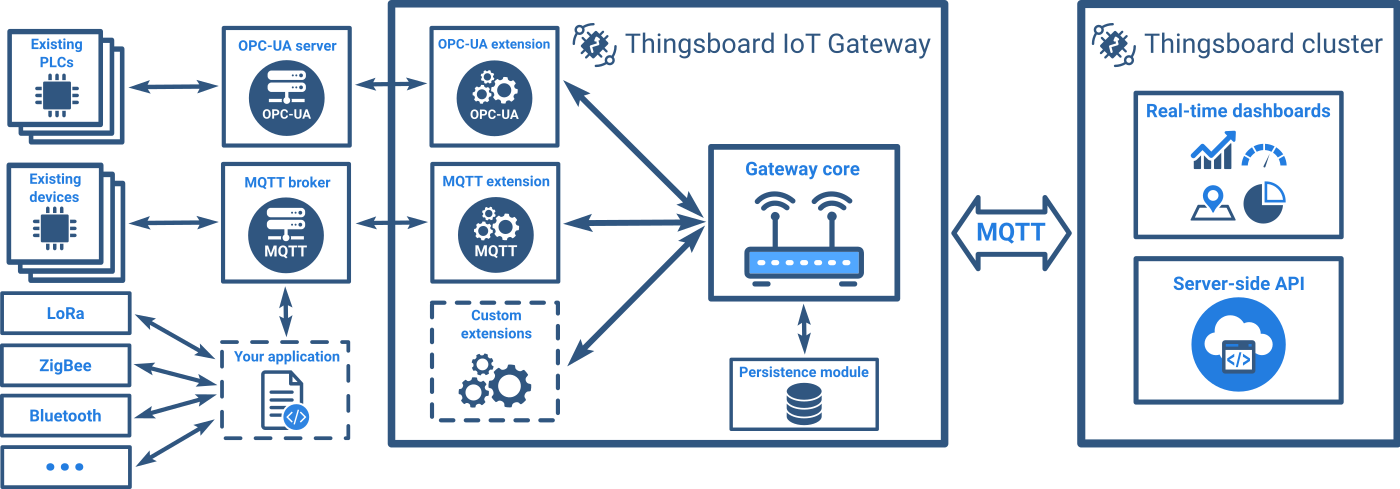 Existing
PLCs
OPC-UA server
OPC-UA
OPC-UA extension
OPC-UA
Thingsboard IoT Gateway
Thingsboard cluster
Real-time dashboards
Existing
devices
MQTT broker
MQTT
MQTT extension
MQTT
Gateway core
MQTT
Server-side API
</>
LoRa
ZigBee
Bluetooth
...
Your application
</>
Custom
extensions
Persistence module